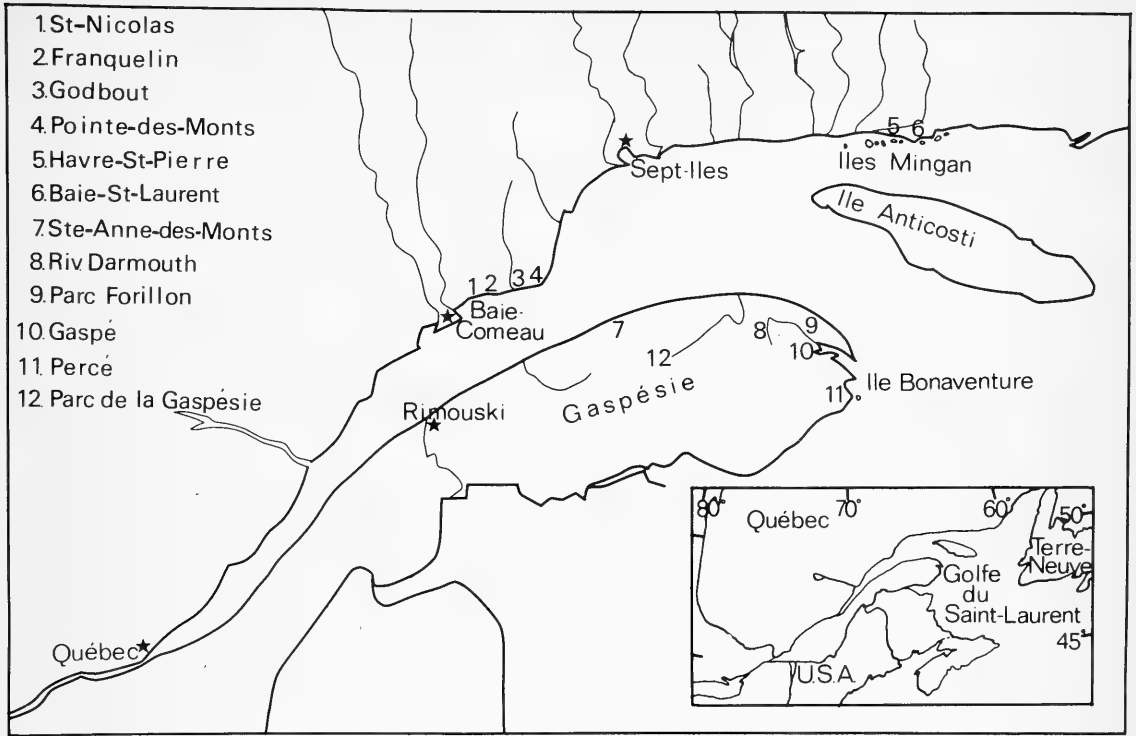 1.St-Nicolas
2.Franquelin
3.Godbout
4.Pointe-des-Monts
5.Havre-St-Pierre
6.Baie-St-Laurent
7.Ste-Anne-des-Monts
8.Riv. Darmouth
9.Parc Forillon
10.Gaspé
11.Percé
12.Parc de la Gaspésie
5 6
Sept-Iles
Iles Mingan
Ile Anticosti
1 2 3 4
Baie-
Comeau
7
8
9
10
12
11
Ile Bonaventure
Gaspésie
Rimouski
Québec
80° 70° 60° 50°
Québec
Terre-
Neuve
Golfe
du
Saint-Laurent
45°
U.S.A.